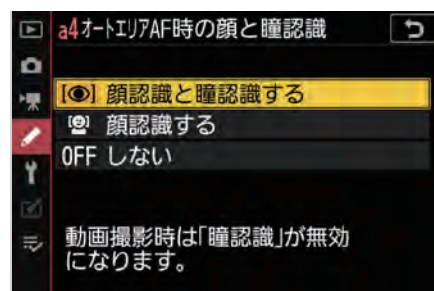 a4オートエリアAF時の顔と瞳認識
顔認識と瞳認識する
顔認識する
OFF しない
動画撮影時は「瞳認識」が無効
になります。